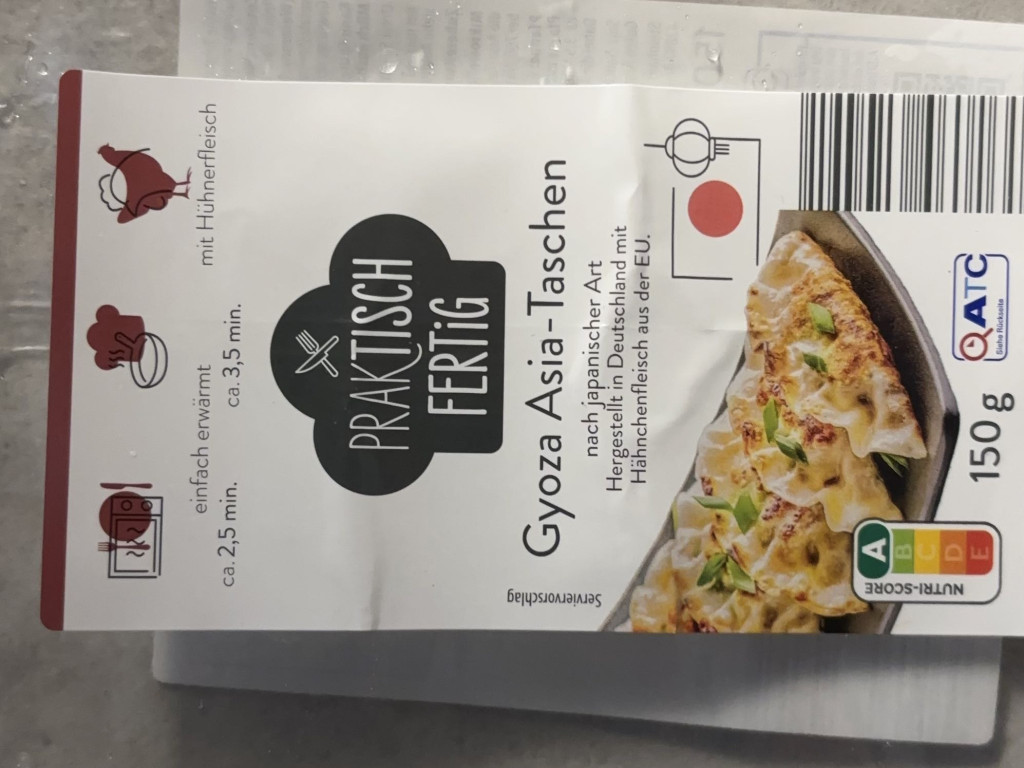 ca. 2,5 min.
einfach erwärmt
ca. 3,5 min.
mit Hühnerfleisch
PRAKTISCH
FERTiG
Gyoza Asia-Taschen
nach japanischer Art
Hergestellt in Deutschland mit
Hähnchenfleisch aus der EU.
Serviervorschlag
NUTRI-SCORE
A
B
C
D
E
150 g
ATC
Siehe Rückseite